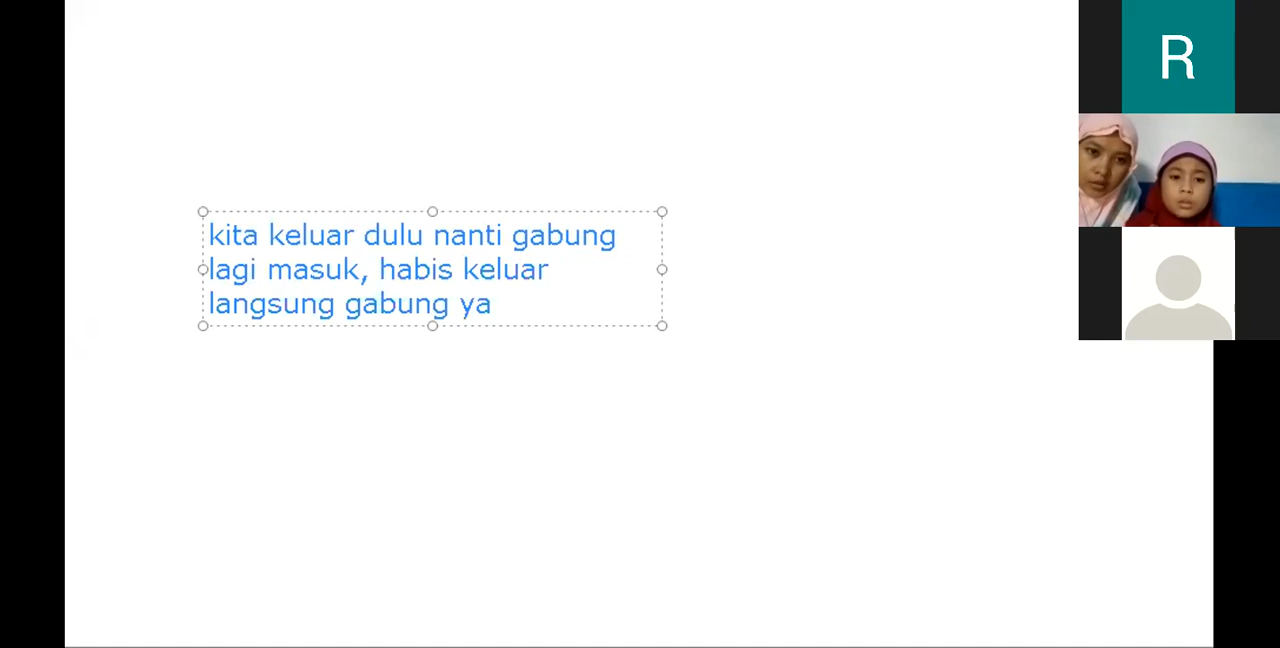 kita keluar dulu nanti gabung
lagi masuk, habis keluar
langsung gabung ya
R